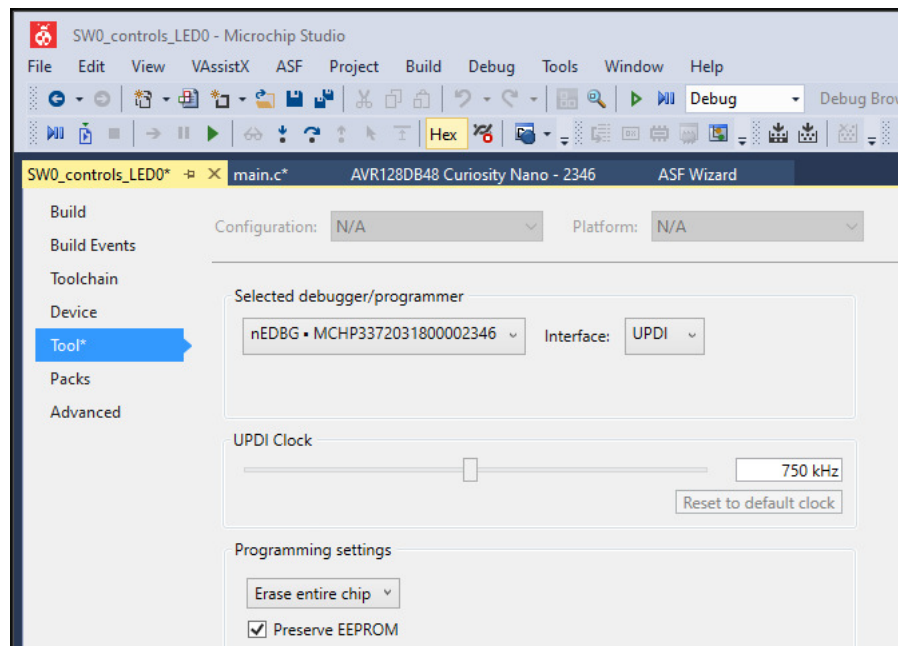 SW0_controls_LED0 - Microchip Studio
File Edit View VAssistX ASF Project Build Debug Tools Window Help
Debug Debug Brow
Hex
SW0_controls_LED0* main.c* AVR128DB48 Curiosity Nano - 2346 ASF Wizard
Build
Build Events
Toolchain
Device
Tool*
Packs
Advanced
Configuration: N/A Platform: N/A
Selected debugger/programmer
nEDBG • MCHP3372031800002346 Interface: UPDI
UPDI Clock
750 kHz
Reset to default clock
Programming settings
Erase entire chip
Preserve EEPROM